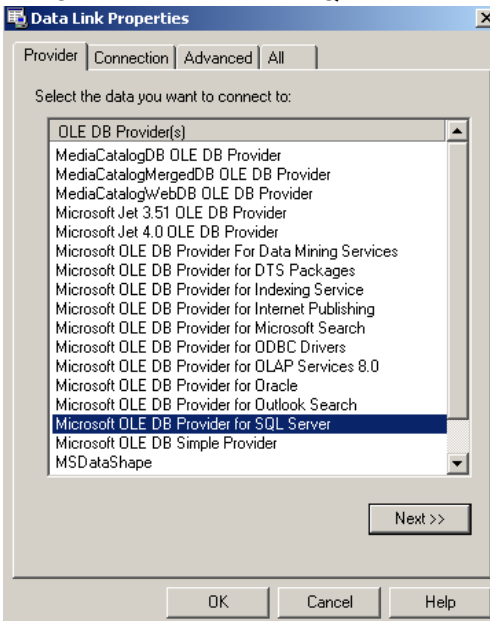 Data Link Properties
Provider Connection Advanced All
Select the data you want to connect to:
OLE DB Provider(s)
MediaCatalogDB OLE DB Provider
MediaCatalogMergedDB OLE DB Provider
MediaCatalogWebDB OLE DB Provider
Microsoft Jet 3.51 OLE DB Provider
Microsoft Jet 4.0 OLE DB Provider
Microsoft OLE DB Provider For Data Mining Services
Microsoft OLE DB Provider for DTS Packages
Microsoft OLE DB Provider for Indexing Service
Microsoft OLE DB Provider for Internet Publishing
Microsoft OLE DB Provider for Microsoft Search
Microsoft OLE DB Provider for ODBC Drivers
Microsoft OLE DB Provider for OLAP Services 8.0
Microsoft OLE DB Provider for Oracle
Microsoft OLE DB Provider for Outlook Search
Microsoft OLE DB Provider for SQL Server
Microsoft OLE DB Simple Provider
MSDataShape
Next >>
OK Cancel Help